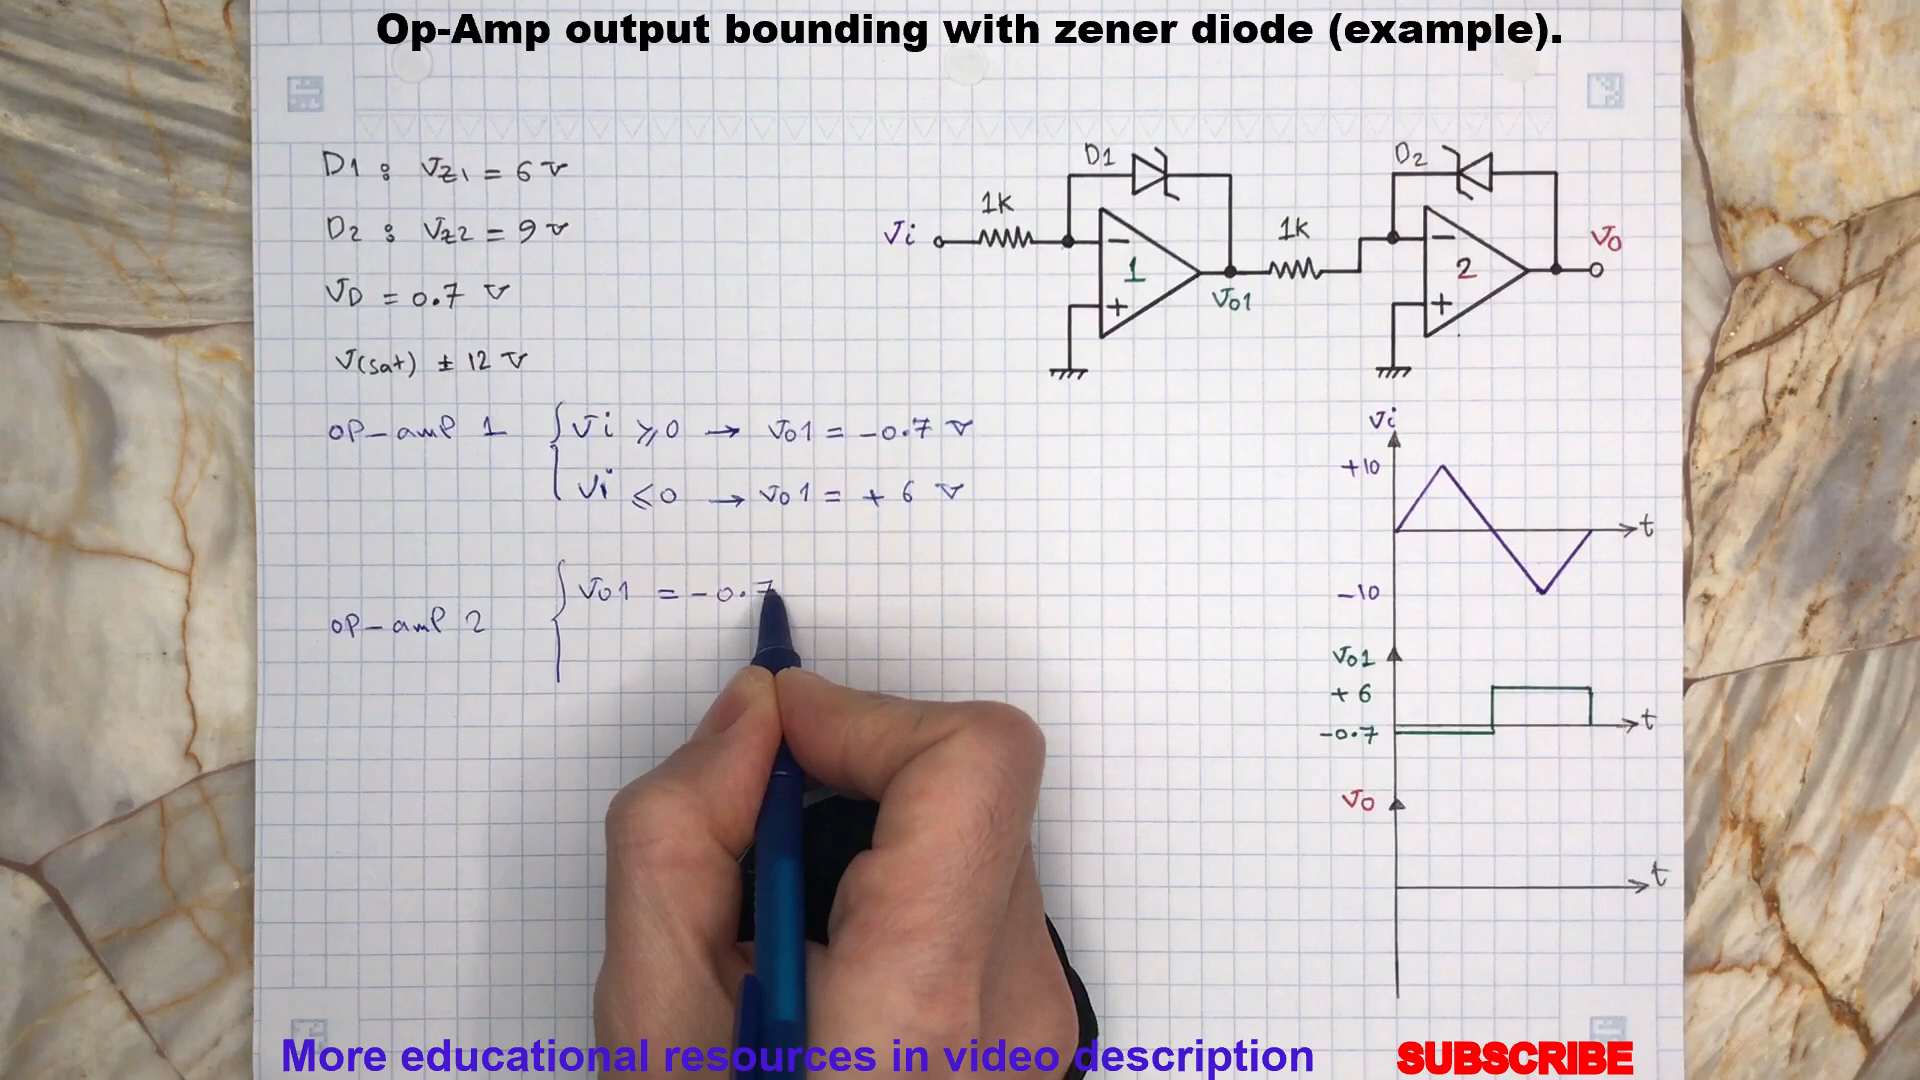 Op-Amp output bounding with zener diode (example).
D1 : VZ1 = 6 v
D2 : VZ2 = 9 v
VD = 0.7 v
V(sat) ± 12 v
D1
D2
1K
1K
Vi
−
1
+
Vo1
−
2
+
Vo
op-amp 1 { Vi ⩾ 0 → Vo1 = -0.7 v
Vi ⩽ 0 → Vo1 = + 6 v
op-amp 2 { Vo1 = -0.7
Vi
+10
t
-10
Vo1
+ 6
t
-0.7
Vo
t
More educational resources in video description
SUBSCRIBE